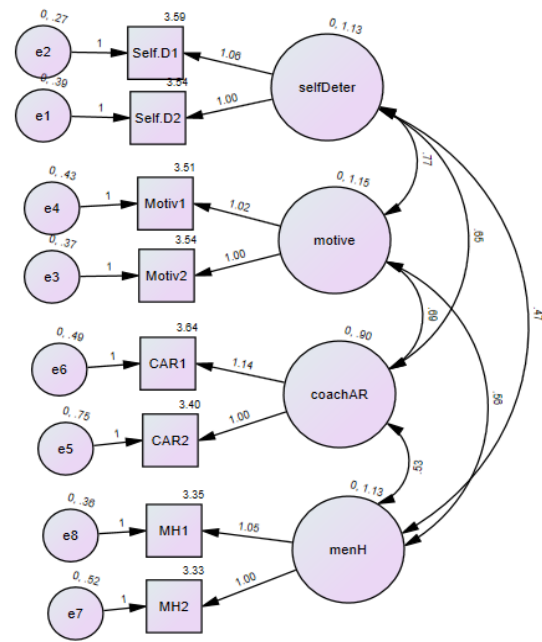 0, .27
e2
1
3.59
Self.D1
1.06
0, 1.13
selfDeter
0, .39
e1
1
3.54
Self.D2
1.00
.77
0, .43
e4
1
3.51
Motiv1
1.02
0, 1.15
motive
0, .37
e3
1
3.54
Motiv2
1.00
.65
.47
.69
0, .49
e6
1
3.64
CAR1
1.14
0, .90
coachAR
0, .75
e5
1
3.40
CAR2
1.00
.56
.53
0, .36
e8
1
3.35
MH1
1.05
0, 1.13
menH
0, .52
e7
1
3.33
MH2
1.00